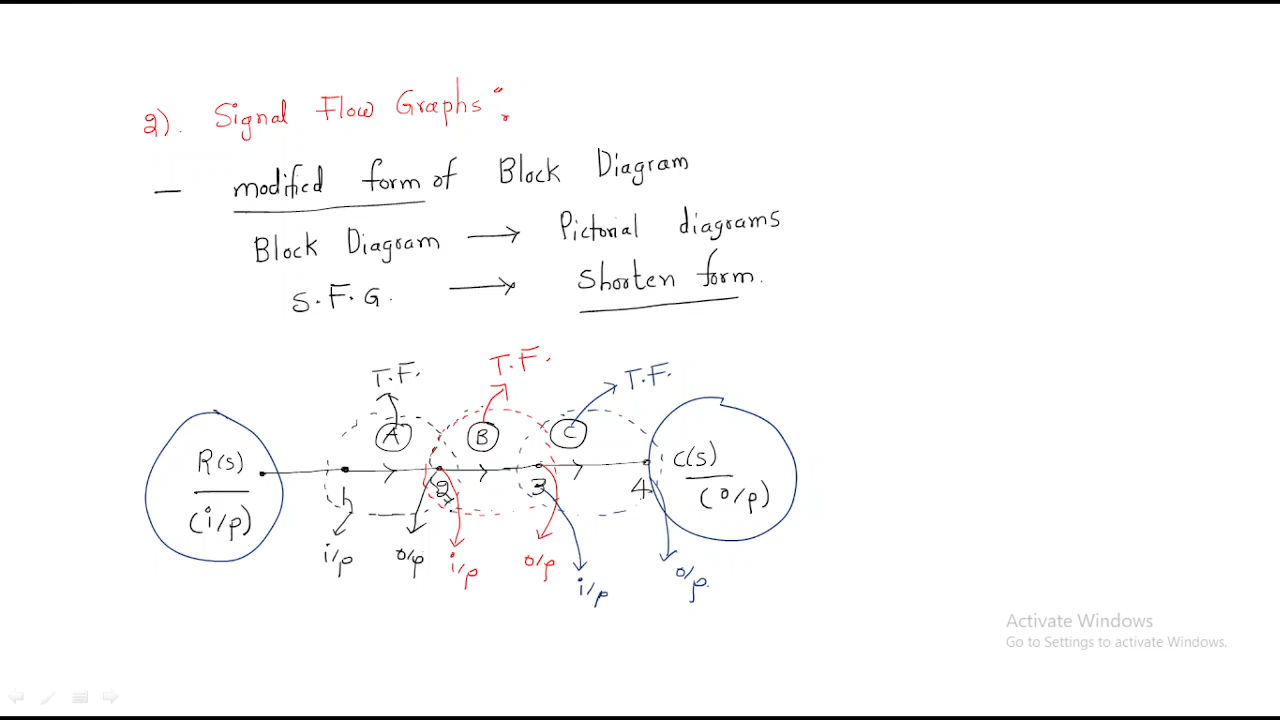 2). Signal Flow Graphs:
— modified form of Block Diagram
Block Diagram → Pictorial diagrams
S.F.G. → Shorten form.
T.F. T.F. T.F.
A B C
R(s) C(s)
(i/p) 1 2 3 4 (o/p)
i/p o/p i/p o/p i/p o/p.
Activate Windows
Go to Settings to activate Windows.